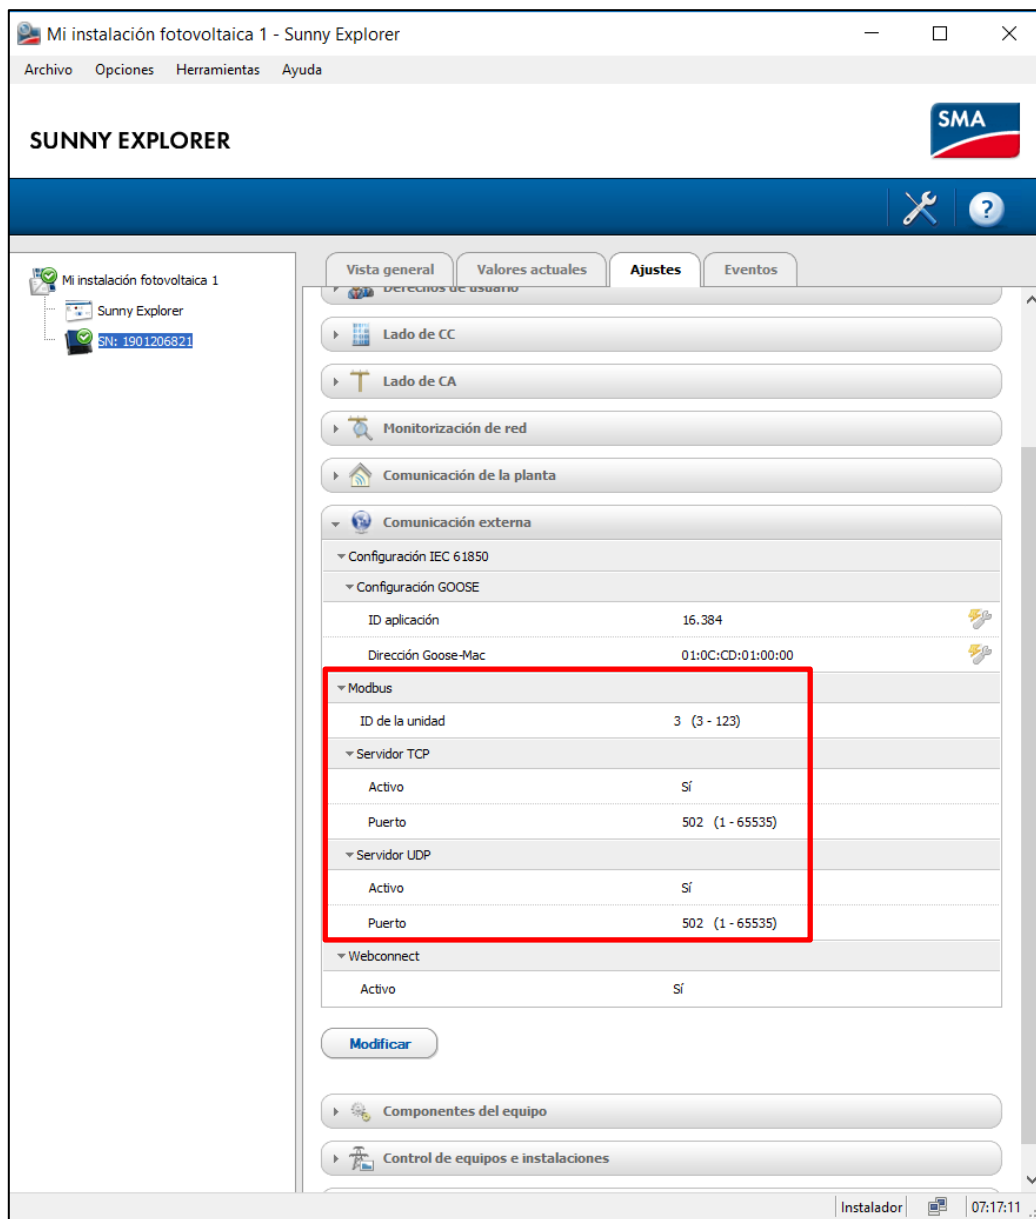 Mi instalación fotovoltaica 1 - Sunny Explorer
Archivo Opciones Herramientas Ayuda
SUNNY EXPLORER
SMA
?
Mi instalación fotovoltaica 1
Sunny Explorer
SN: 1901206821
Vista general Valores actuales Ajustes Eventos
Derechos de usuario
Lado de CC
Lado de CA
Monitorización de red
Comunicación de la planta
Comunicación externa
Configuración IEC 61850
Configuración GOOSE
ID aplicación 16.384
Dirección Goose-Mac 01:0C:CD:01:00:00
Modbus
ID de la unidad 3 (3 - 123)
Servidor TCP
Activo Sí
Puerto 502 (1 - 65535)
Servidor UDP
Activo Sí
Puerto 502 (1 - 65535)
Webconnect
Activo Sí
Modificar
Componentes del equipo
Control de equipos e instalaciones
Instalador 07:17:11